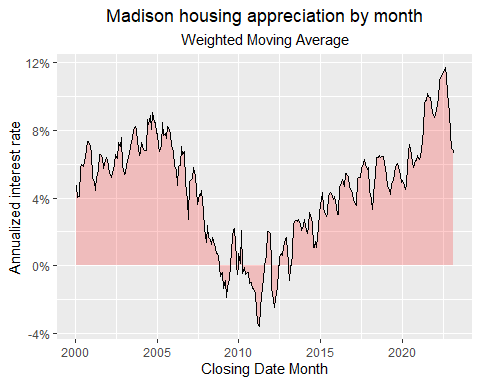 Madison housing appreciation by month
Weighted Moving Average
Annualized interest rate
12%
8%
4%
0%
-4%
2000 2005 2010 2015 2020
Closing Date Month